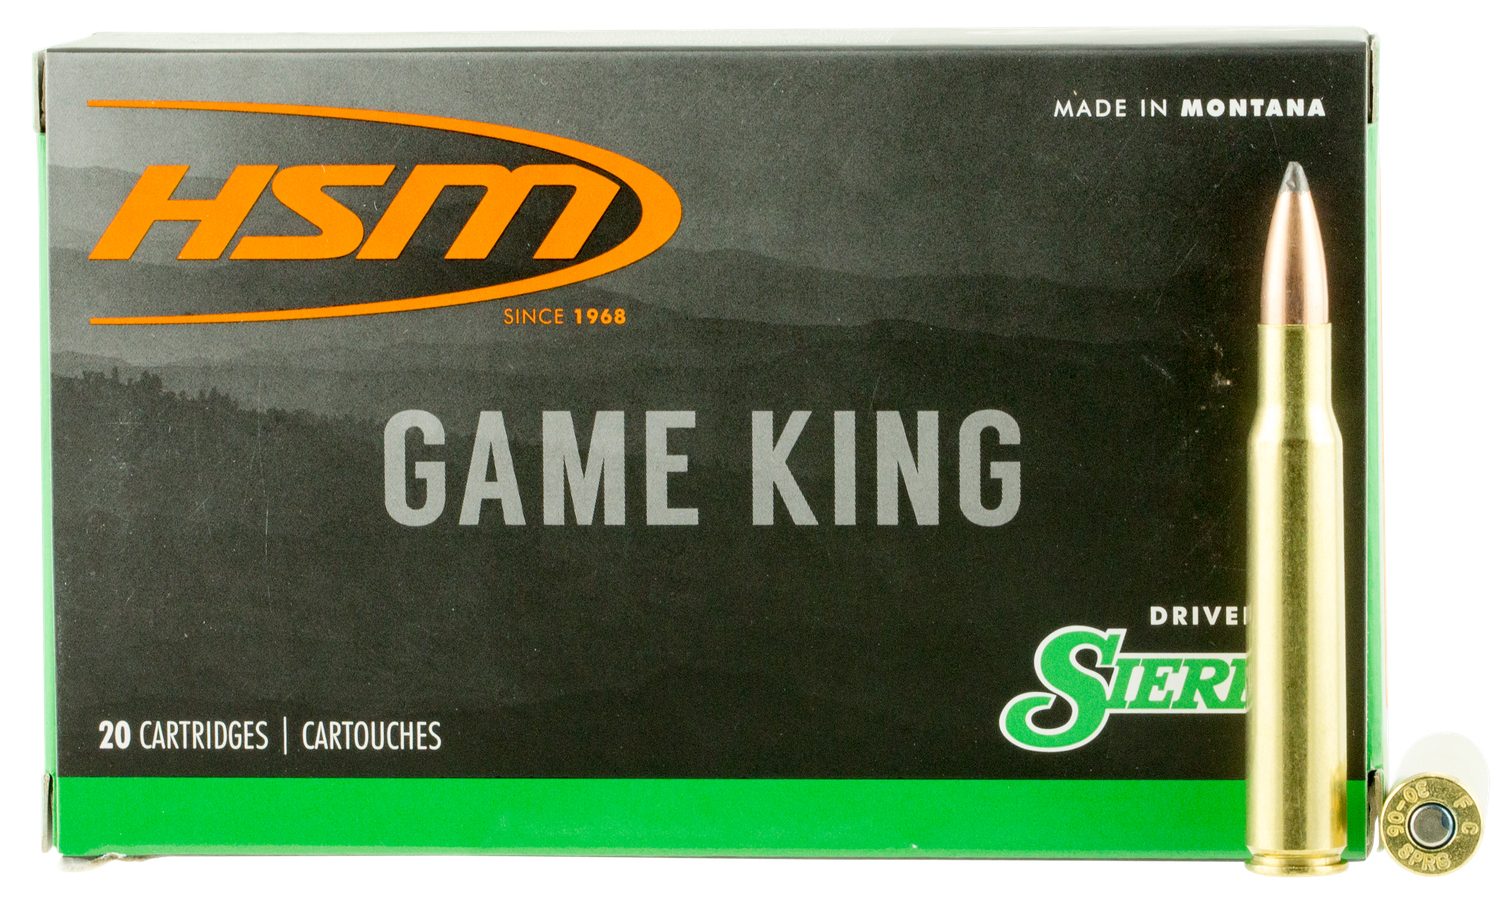 MADE IN MONTANA
HSM
SINCE 1968
GAME KING
DRIVE
SIER
20 CARTRIDGES | CARTOUCHES
F C
30-06
SPRG